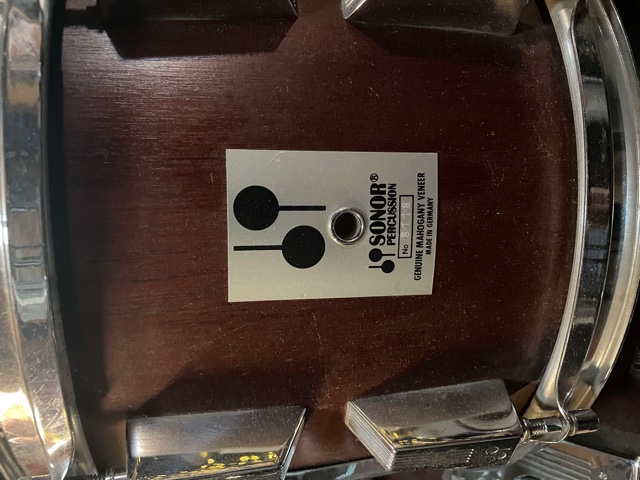 SONOR®
PERCUSSION
No
GENUINE MAHOGANY VENEER
MADE IN GERMANY